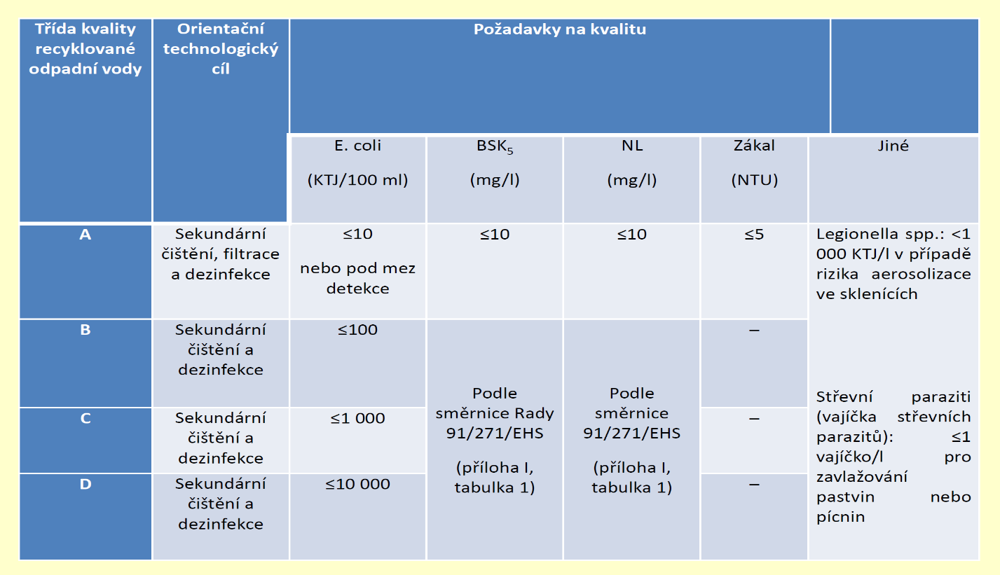 Třída kvality
recyklované
odpadní vody
Orientační
technologický
cíl
Požadavky na kvalitu
E. coli
(KTJ/100 ml)
BSK5
(mg/l)
NL
(mg/l)
Zákal
(NTU)
Jiné
A
Sekundární
čištění, filtrace
a dezinfekce
≤10
nebo pod mez
detekce
≤10
≤10
≤5
Legionella spp.: <1
000 KTJ/l v případě
rizika aerosolizace
ve sklenících
B
Sekundární
čištění a
dezinfekce
≤100
Podle
směrnice Rady
91/271/EHS
(příloha I,
tabulka 1)
Podle
směrnice
91/271/EHS
(příloha I,
tabulka 1)
–
Střevní paraziti
(vajíčka střevních
parazitů): ≤1
vajíčko/l pro
zavlažování
pastvin nebo
pícnin
C
Sekundární
čištění a
dezinfekce
≤1 000
–
D
Sekundární
čištění a
dezinfekce
≤10 000
–